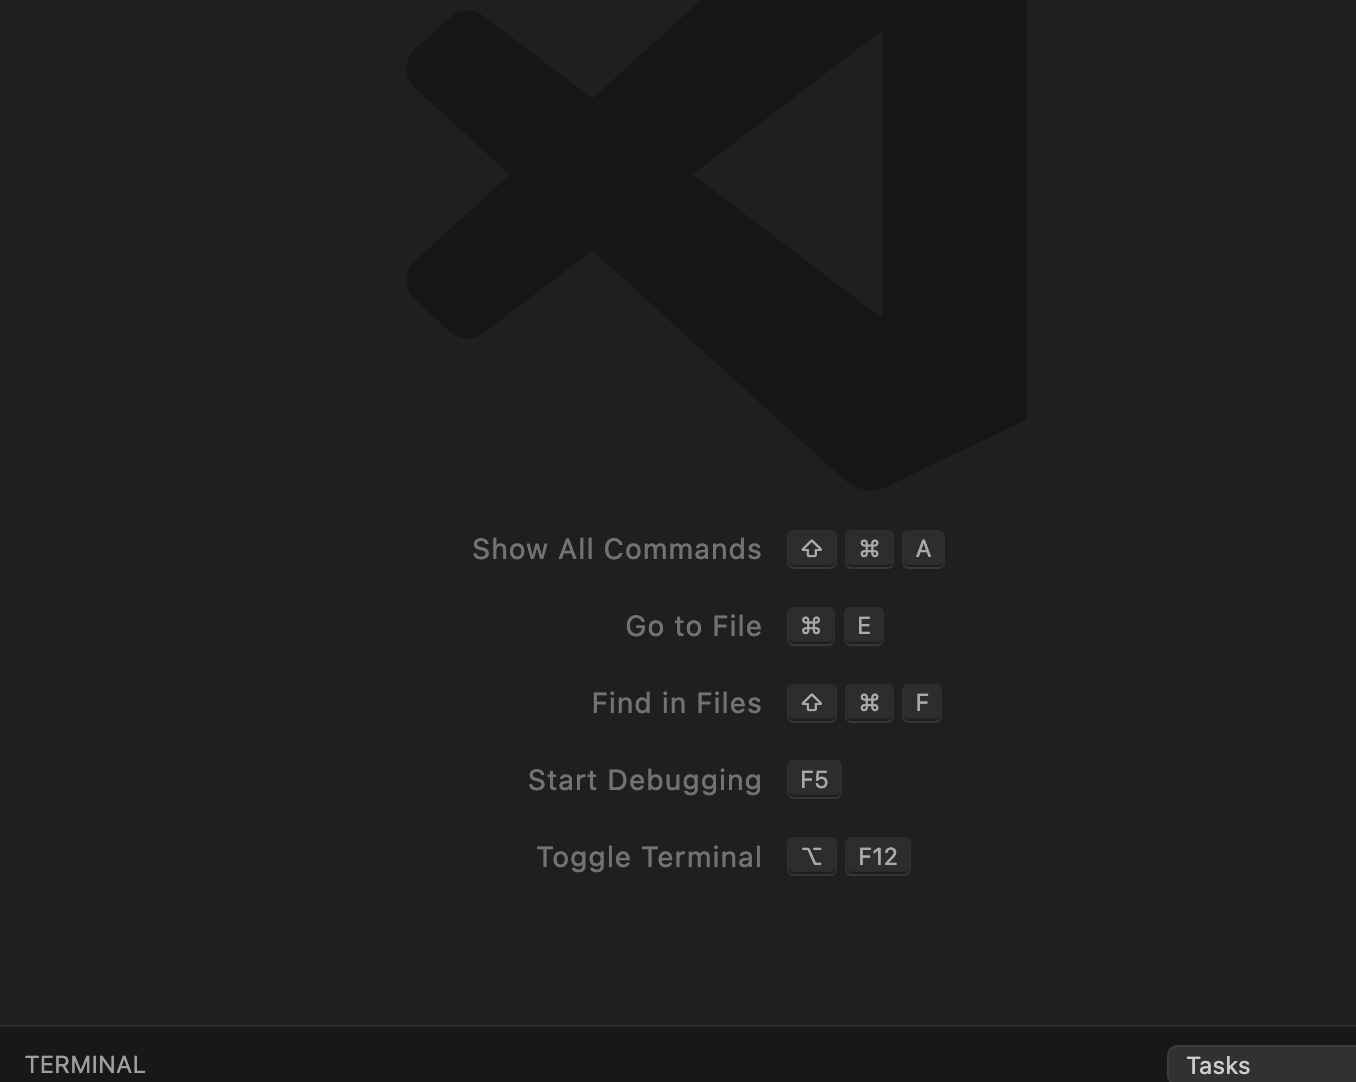 Show All Commands ⇧ ⌘ A
Go to File ⌘ E
Find in Files ⇧ ⌘ F
Start Debugging F5
Toggle Terminal ⌥ F12
TERMINAL Tasks